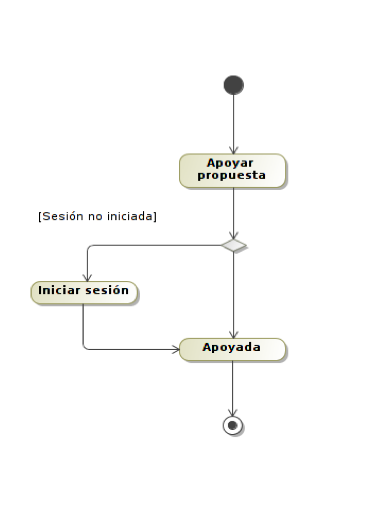 Apoyar
propuesta
[Sesión no iniciada]
Iniciar sesión
Apoyada